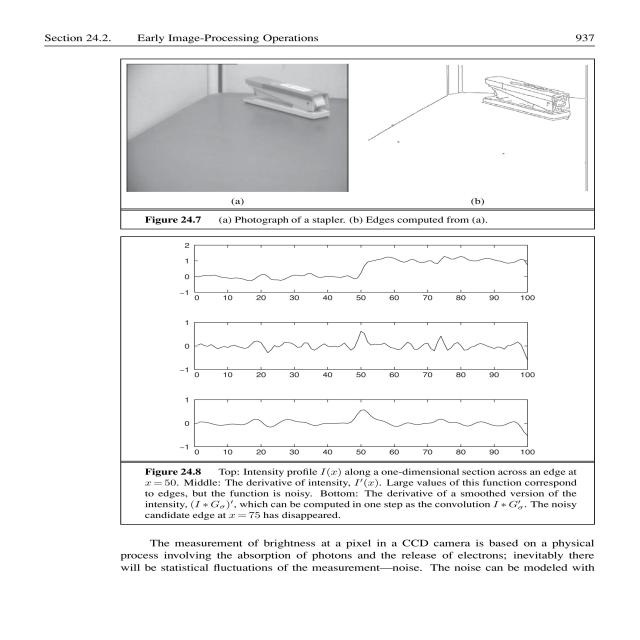 Section 24.2. Early Image-Processing Operations 937
(a) (b)
Figure 24.7 (a) Photograph of a stapler. (b) Edges computed from (a).
2
1
0
−1
0 10 20 30 40 50 60 70 80 90 100
1
0
−1
0 10 20 30 40 50 60 70 80 90 100
1
0
−1
0 10 20 30 40 50 60 70 80 90 100
Figure 24.8 Top: Intensity profile I(x) along a one-dimensional section across an edge at
x = 50. Middle: The derivative of intensity, I′(x). Large values of this function correspond
to edges, but the function is noisy. Bottom: The derivative of a smoothed version of the
intensity, (I ∗ Gσ)′, which can be computed in one step as the convolution I ∗ G′σ. The noisy
candidate edge at x = 75 has disappeared.
The measurement of brightness at a pixel in a CCD camera is based on a physical
process involving the absorption of photons and the release of electrons; inevitably there
will be statistical fluctuations of the measurement—noise. The noise can be modeled with